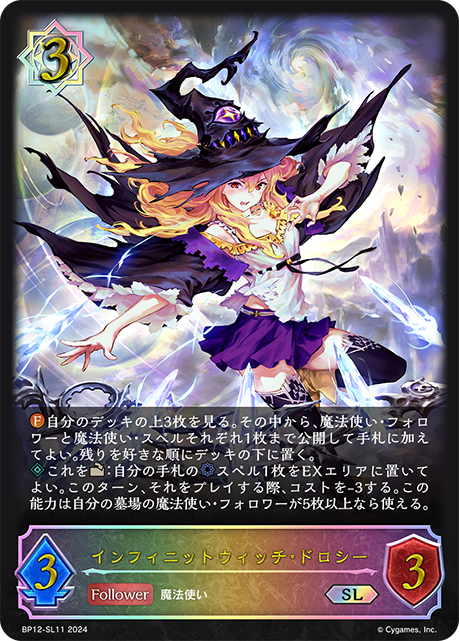 3
F自分のデッキの上3枚を見る。その中から、魔法使い・フォロ
ワーと魔法使い・スペルそれぞれ1枚まで公開して手札に加え
てよい。残りを好きな順にデッキの下に置く。
これを:自分の手札のスペル1枚をEXエリアに置いて
よい。このターン、それをプレイする際、コストを-3する。この
能力は自分の墓場の魔法使い・フォロワーが5枚以上なら使える。
インフィニットウィッチ・ドロシー
3
Follower 魔法使い
SL
3
BP12-SL11 2024
© Cygames, Inc.